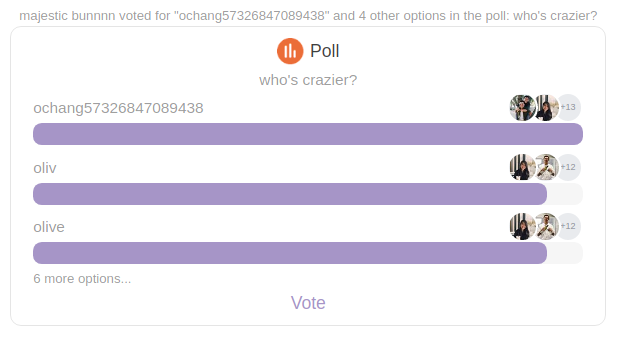 majestic bunnnn voted for "ochang57326847089438" and 4 other options in the poll: who's crazier?
Poll
who's crazier?
ochang57326847089438
+13
oliv
+12
olive
+12
6 more options...
Vote